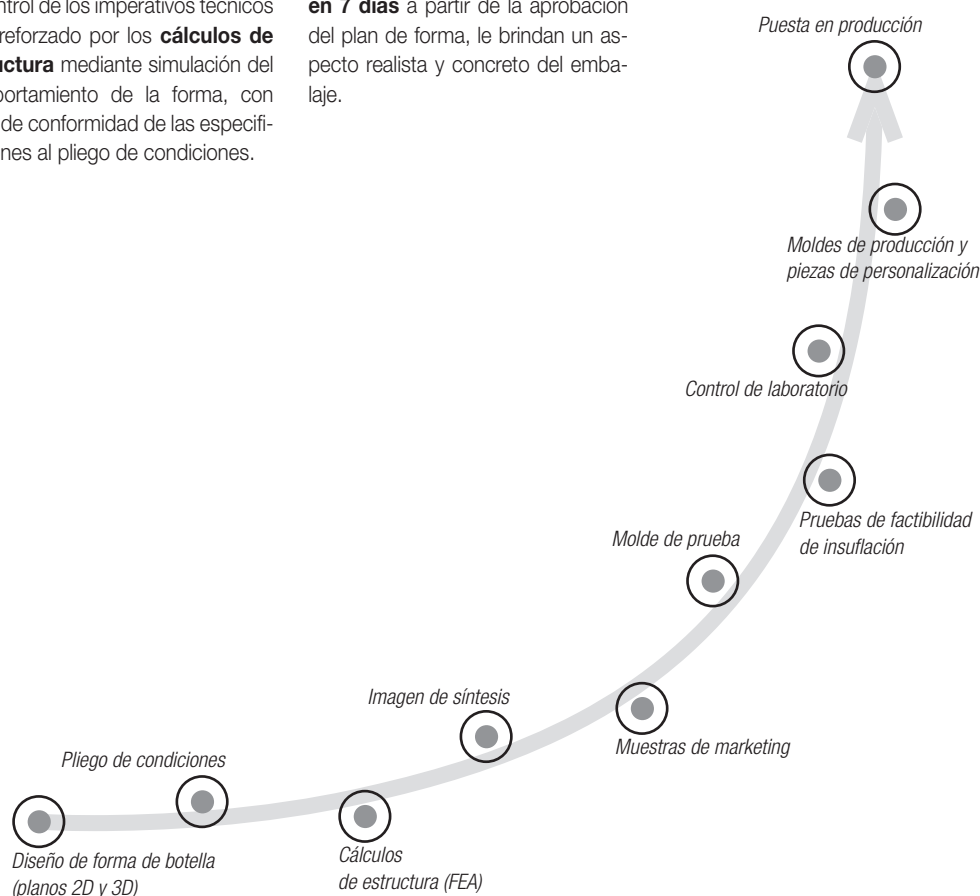 ntrol de los imperativos técnicos
reforzado por los cálculos de
uctura mediante simulación del
portamiento de la forma, con
de conformidad de las especifi-
nes al pliego de condiciones.
en 7 días a partir de la aprobación
del plan de forma, le brindan un as-
pecto realista y concreto del emba-
laje.
Puesta en producción
Moldes de producción y
piezas de personalización
Control de laboratorio
Pruebas de factibilidad
de insuflación
Molde de prueba
Muestras de marketing
Imagen de síntesis
Cálculos
de estructura (FEA)
Pliego de condiciones
Diseño de forma de botella
(planos 2D y 3D)